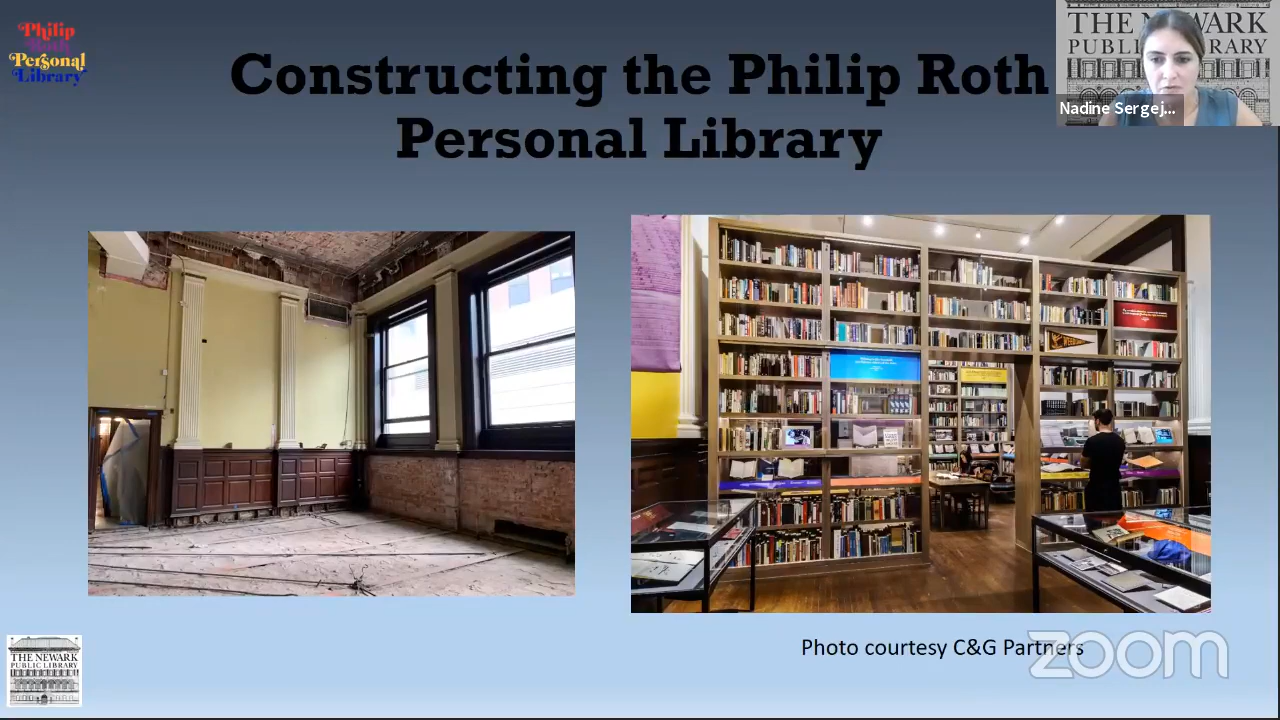 Philip
Roth
Personal
Library
Constructing the Philip Roth
Personal Library
THE NEWARK
PUBLIC LIBRARY
Nadine Sergej...
Photo courtesy C&G Partners
zoom
THE NEWARK
PUBLIC LIBRARY